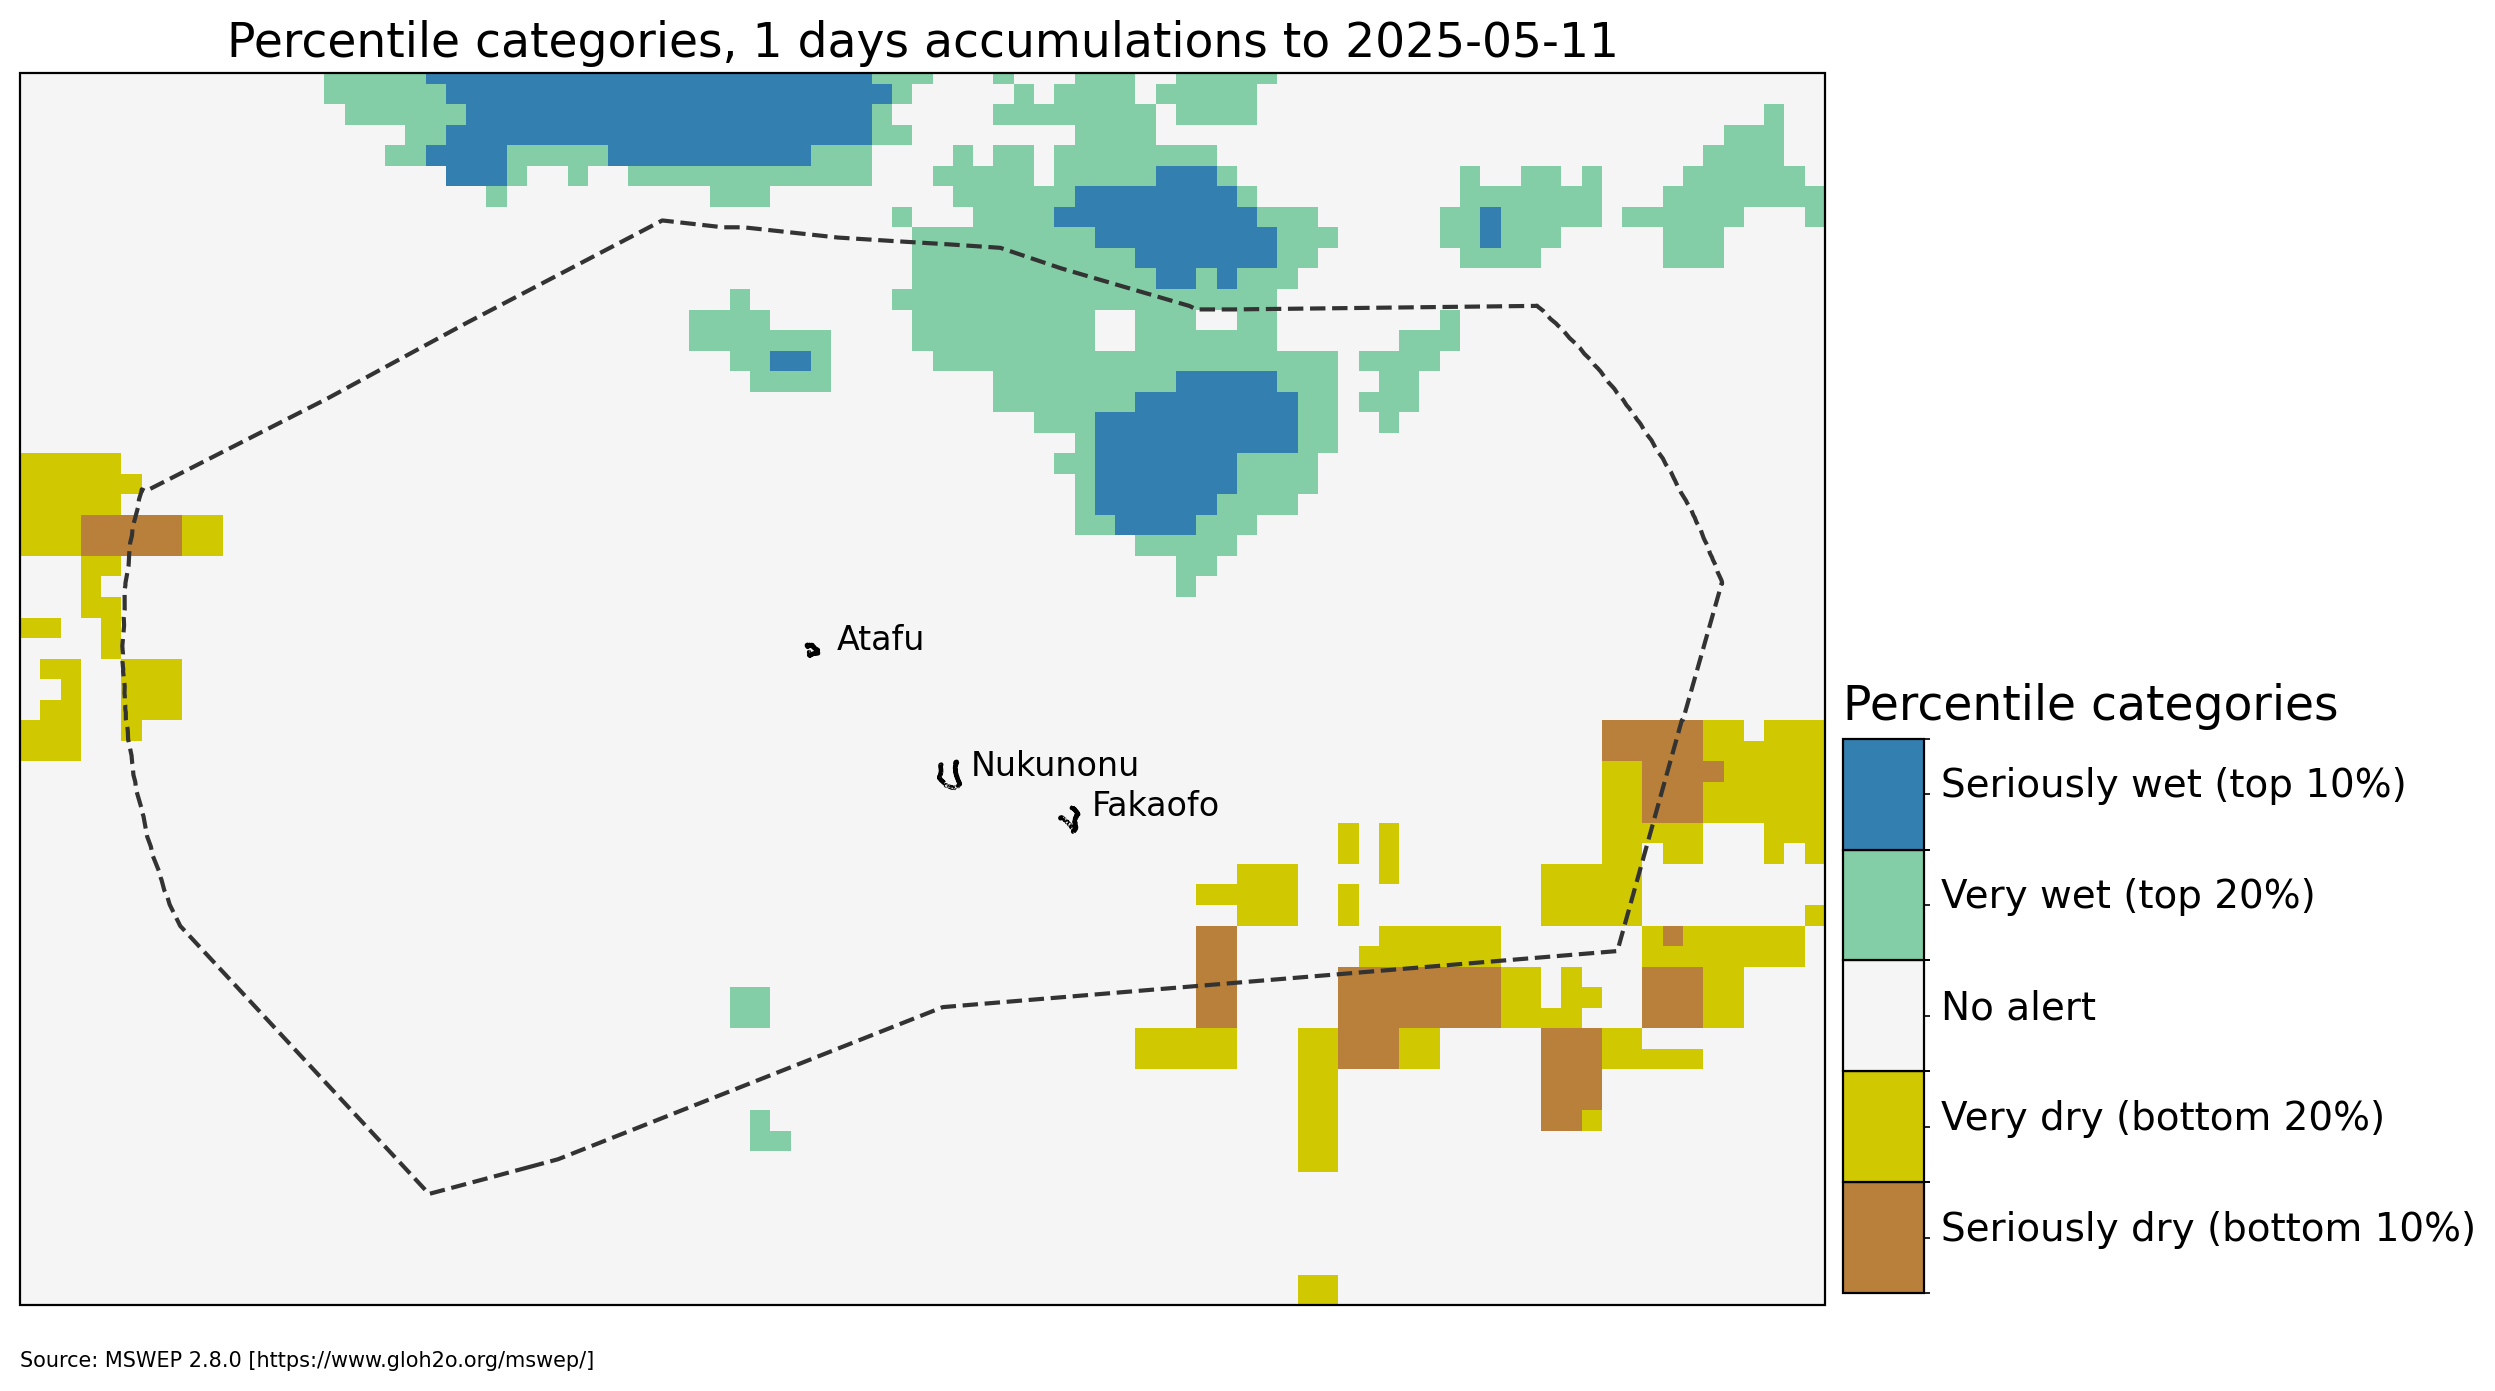 Percentile categories, 1 days accumulations to 2025-05-11
Atafu
Nukunonu
Fakaofo
Percentile categories
Seriously wet (top 10%)
Very wet (top 20%)
No alert
Very dry (bottom 20%)
Seriously dry (bottom 10%)
Source: MSWEP 2.8.0 [https://www.gloh2o.org/mswep/]